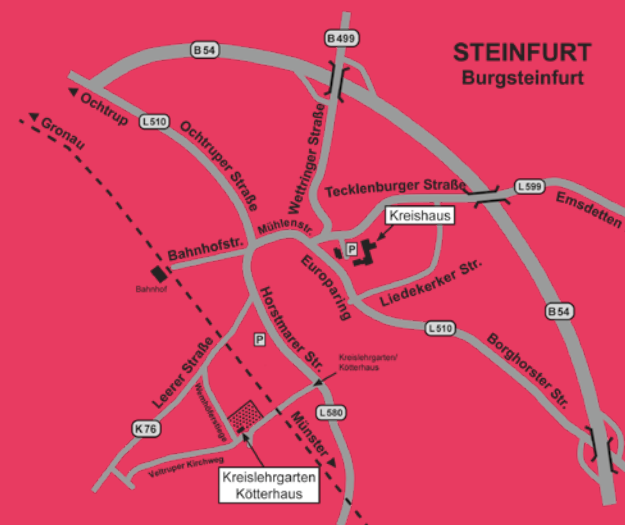 B 499
B 54
STEINFURT
Burgsteinfurt
Ochtrup
L 510
Gronau
Ochtruper Straße
Wettringer Straße
Tecklenburger Straße
L 599
Emsdetten
Kreishaus
Mühlenstr.
P
Bahnhofstr.
Bahnhof
Europaring
Liedekerker Str.
B 54
L 510
Horstmarer Str.
P
Borghorster Str.
Leerer Straße
Kreislehrgarten/
Kötterhaus
Wemhöferstiege
K 76
L 580
Münster
Veltruper Kirchweg
Kreislehrgarten
Kötterhaus